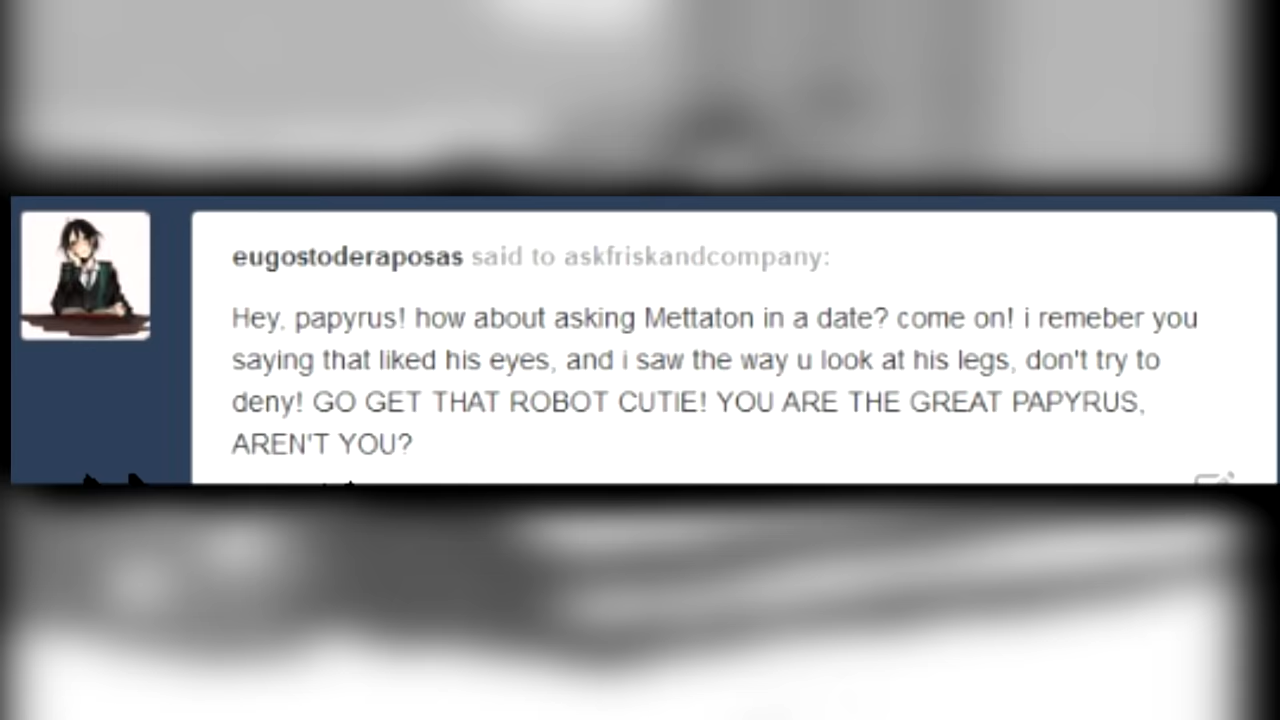 eugostoderaposas said to askfriskandcompany:
Hey, papyrus! how about asking Mettaton in a date? come on! i remeber you
saying that liked his eyes, and i saw the way u look at his legs, don't try to
deny! GO GET THAT ROBOT CUTIE! YOU ARE THE GREAT PAPYRUS,
AREN'T YOU?